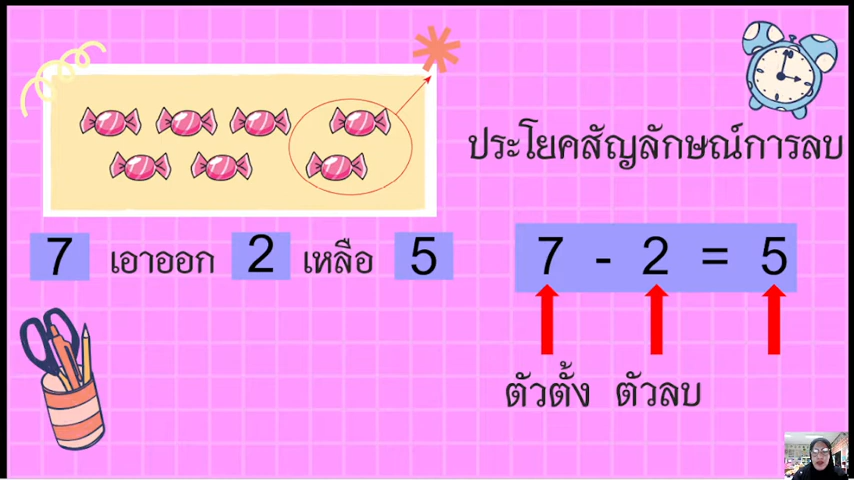 ประโยคสัญลักษณ์การลบ
7 เอาออก 2 เหลือ 5
7 - 2 = 5
ตัวตั้ง ตัวลบ